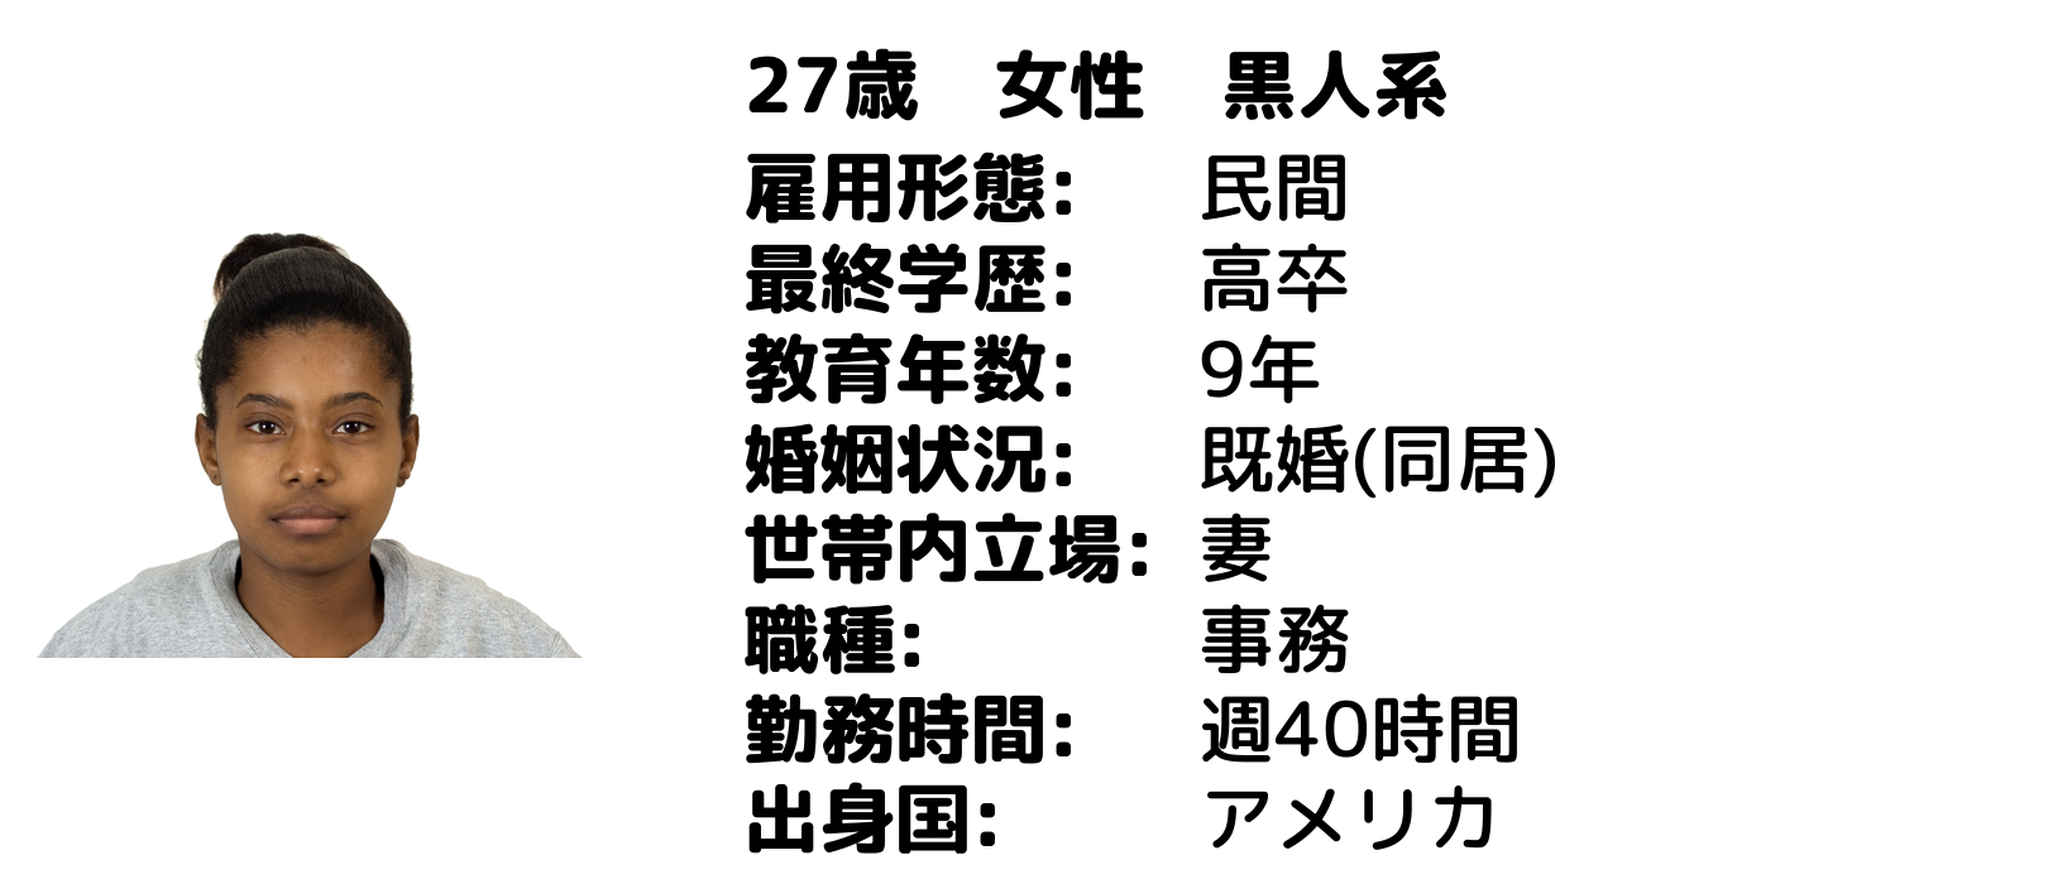 27歳　女性　黒人系
雇用形態: 民間
最終学歴: 高卒
教育年数: 9年
婚姻状況: 既婚(同居)
世帯内立場: 妻
職種: 事務
勤務時間: 週40時間
出身国: アメリカ